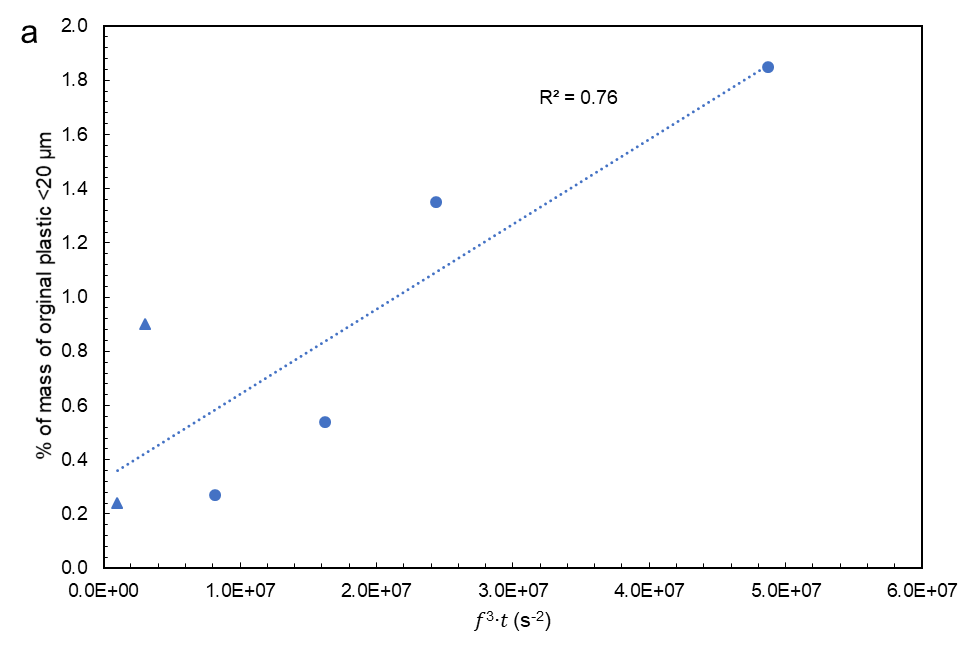 a
2.0
1.8
1.6
1.4
1.2
1.0
0.8
0.6
0.4
0.2
0.0
% of mass of orginal plastic <20 µm
R² = 0.76
0.0E+00 1.0E+07 2.0E+07 3.0E+07 4.0E+07 5.0E+07 6.0E+07
f³·t (s⁻²)